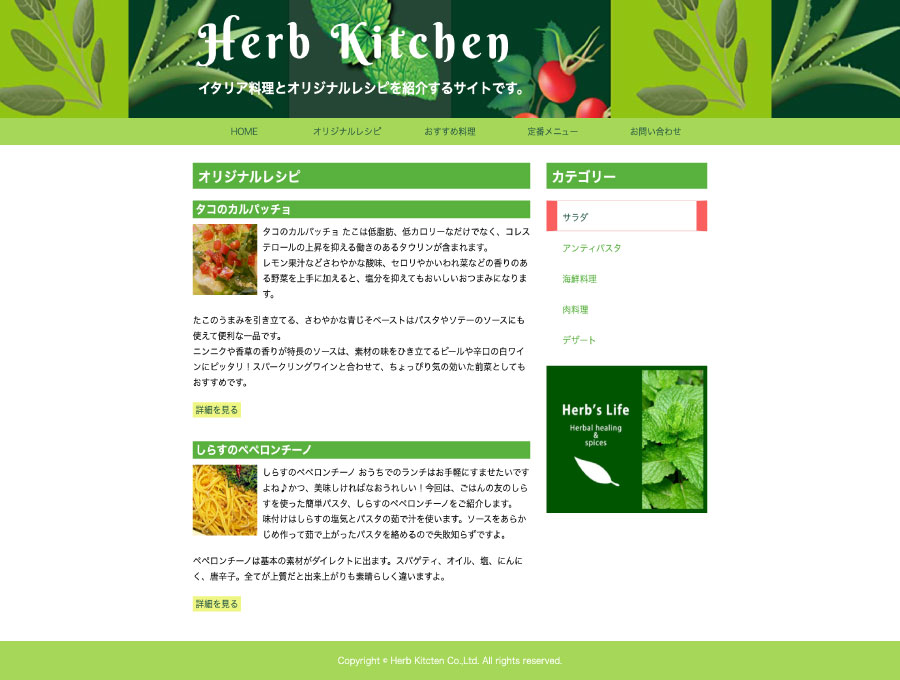 Herb Kitchen
イタリア料理とオリジナルレシピを紹介するサイトです。
HOME
オリジナルレシピ
おすすめ料理
定番メニュー
お問い合わせ
オリジナルレシピ
タコのカルパッチョ
タコのカルパッチョ たこは低脂肪、低カロリーなだけでなく、コレス
テロールの上昇を抑える働きのあるタウリンが含まれます。
レモン果汁などさわやかな酸味、セロリやかいわれ菜などの香りのあ
る野菜を上手に加えると、塩分を抑えてもおいしいおつまみになりま
す。
たこのうまみを引き立てる、さわやかな青じそペーストはパスタやソテーのソースにも
使えて便利な一品です。
ニンニクや香草の香りが特長のソースは、素材の味をひき立てるビールや辛口の白ワイ
ンにピッタリ！スパークリングワインと合わせて、ちょっぴり気の効いた前菜としても
おすすめです。
詳細を見る
しらすのペペロンチーノ
しらすのペペロンチーノ おうちでのランチはお手軽にすませたいです
よね♪かつ、美味しければなおうれしい！今回は、ごはんの友のしら
すを使った簡単パスタ、しらすのペペロンチーノをご紹介します。
味付けはしらすの塩気とパスタの茹で汁を使います。ソースをあらか
じめ作って茹で上がったパスタを絡めるので失敗知らずですよ。
ペペロンチーノは基本の素材がダイレクトに出ます。スパゲティ、オイル、塩、にんに
く、唐辛子。全てが上質だと出来上がりも素晴らしく違いますよ。
詳細を見る
カテゴリー
サラダ
アンティパスタ
海鮮料理
肉料理
デザート
Herb's Life
Herbal healing
&
spices
Copyright © Herb Kitcten Co.,Ltd. All rights reserved.